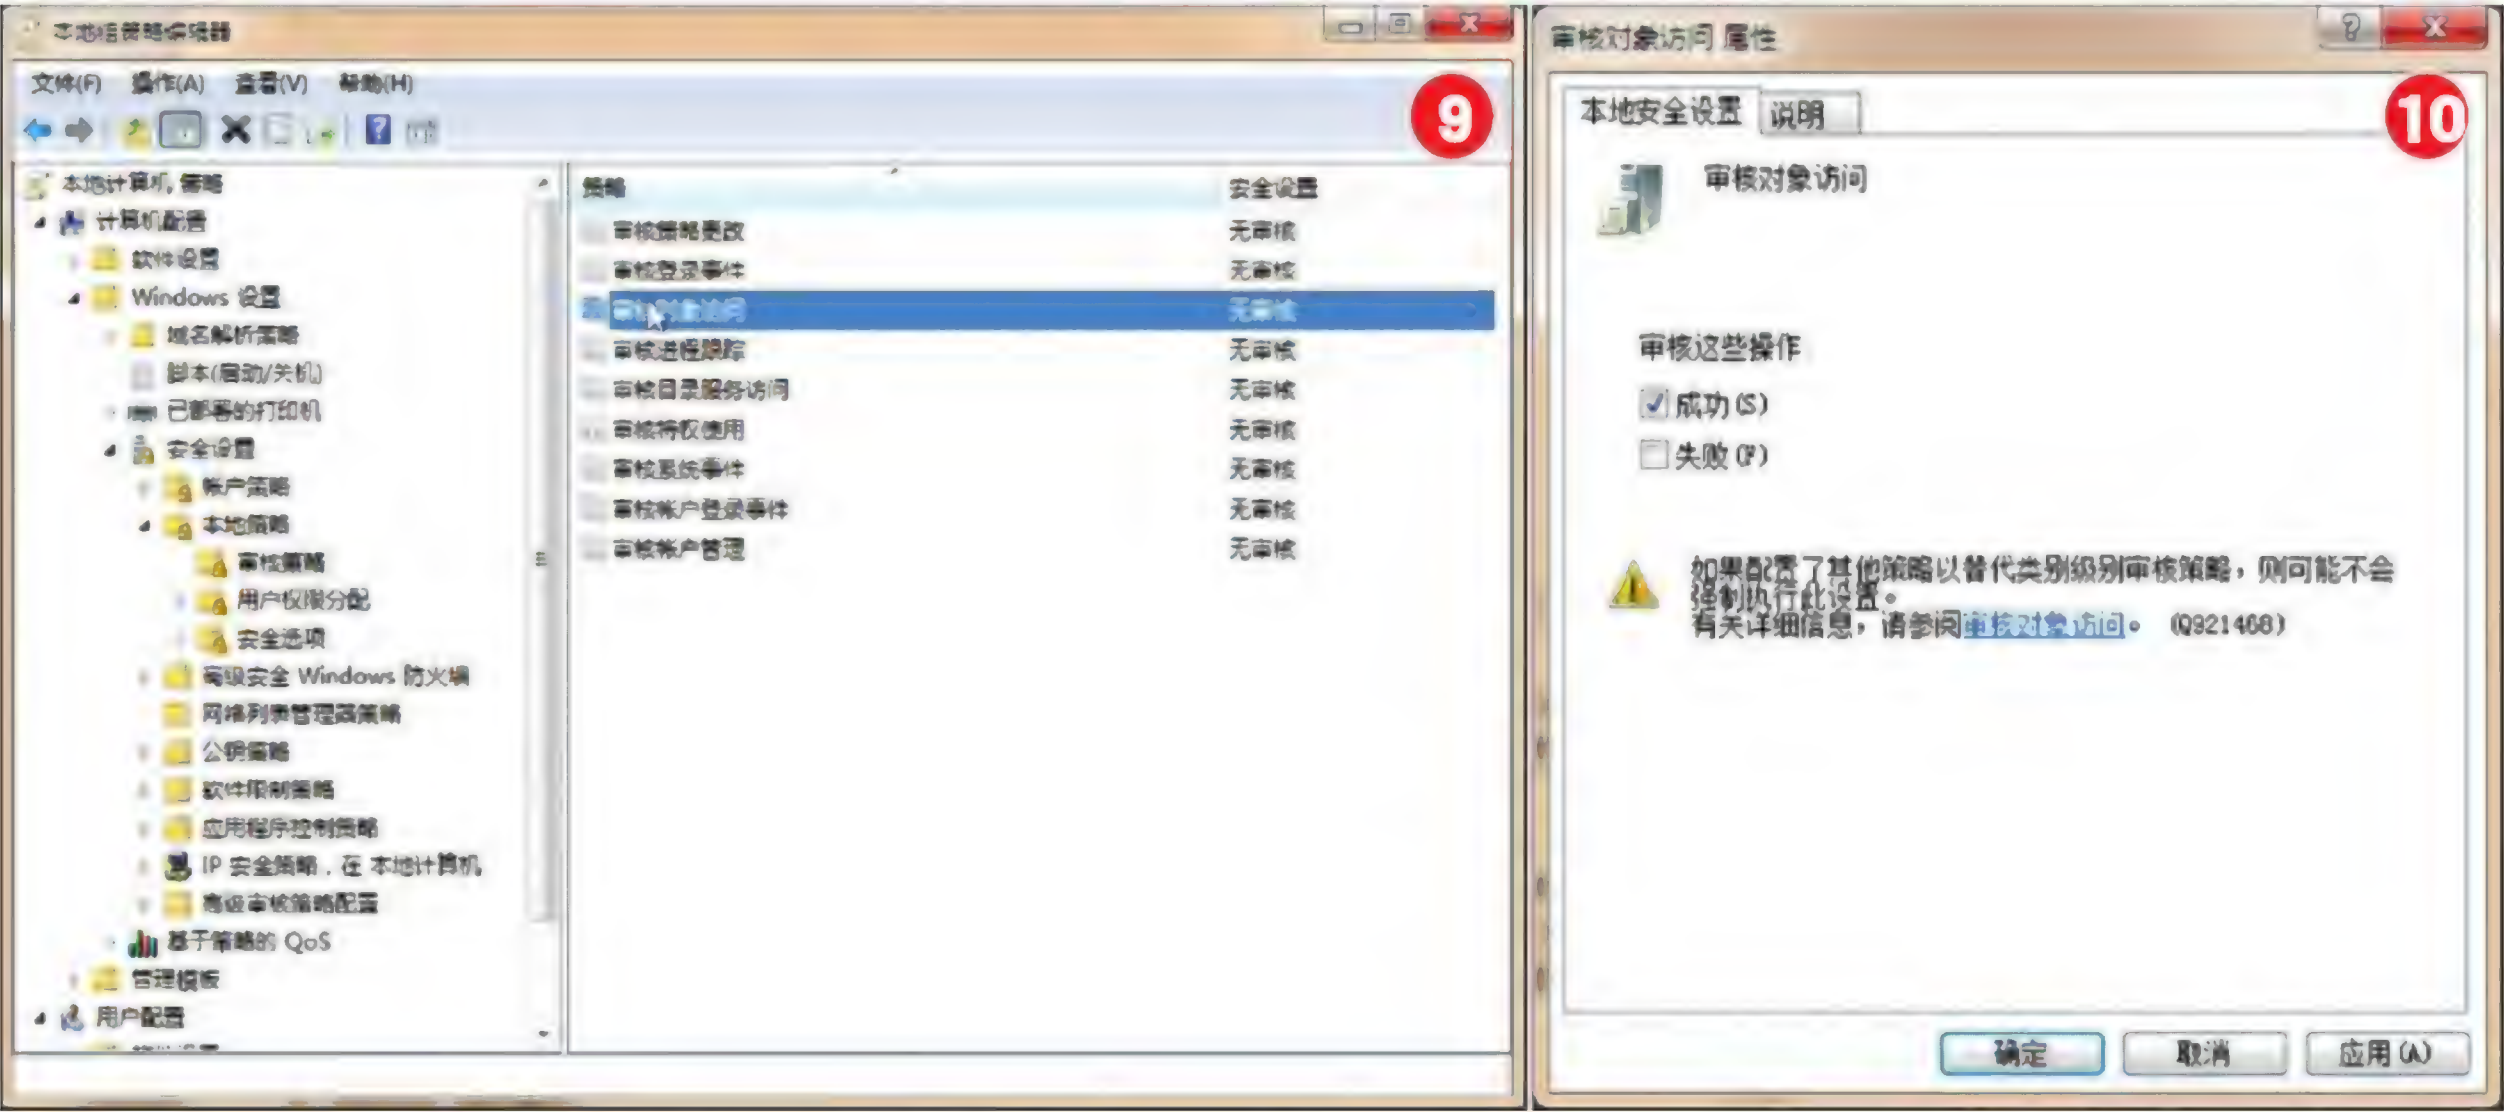 本地组策略编辑器
文件(F) 操作(A) 查看(V) 帮助(H)
9
本地计算机 策略
计算机配置
软件设置
Windows 设置
域名解析策略
脚本(启动/关机)
已部署的打印机
安全设置
帐户策略
本地策略
审核策略
用户权限分配
安全选项
高级安全 Windows 防火墙
网络列表管理器策略
公钥策略
软件限制策略
应用程序控制策略
IP 安全策略，在 本地计算机
高级审核策略配置
基于策略的 QoS
管理模板
用户配置
策略 安全设置
审核策略更改 无审核
审核登录事件 无审核
审核对象访问 无审核
审核进程跟踪 无审核
审核目录服务访问 无审核
审核特权使用 无审核
审核系统事件 无审核
审核帐户登录事件 无审核
审核帐户管理 无审核
审核对象访问 属性
10
本地安全设置 说明
审核对象访问
审核这些操作
成功(S)
失败(F)
如果配置了其他策略以替代类别级别审核策略，则可能不会
强制执行此设置。
有关详细信息，请参阅审核对象访问。 (Q921468)
确定 取消 应用(A)